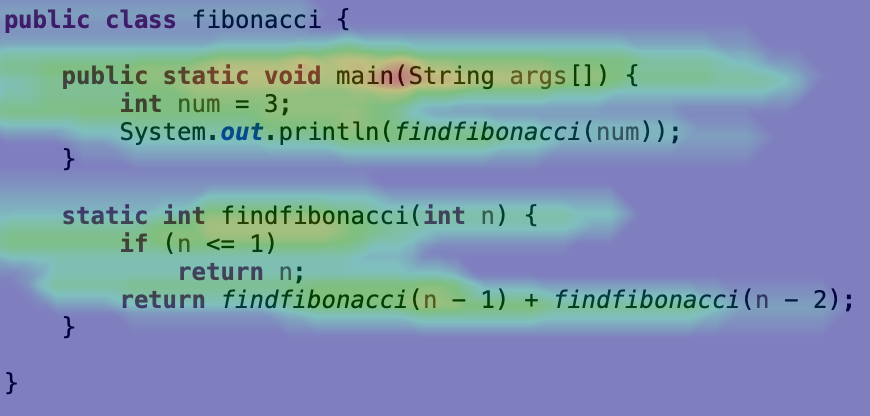 public class fibonacci {
public static void main(String args[]) {
int num = 3;
System.out.println(findfibonacci(num));
}
static int findfibonacci(int n) {
if (n <= 1)
return n;
return findfibonacci(n − 1) + findfibonacci(n − 2);
}
}